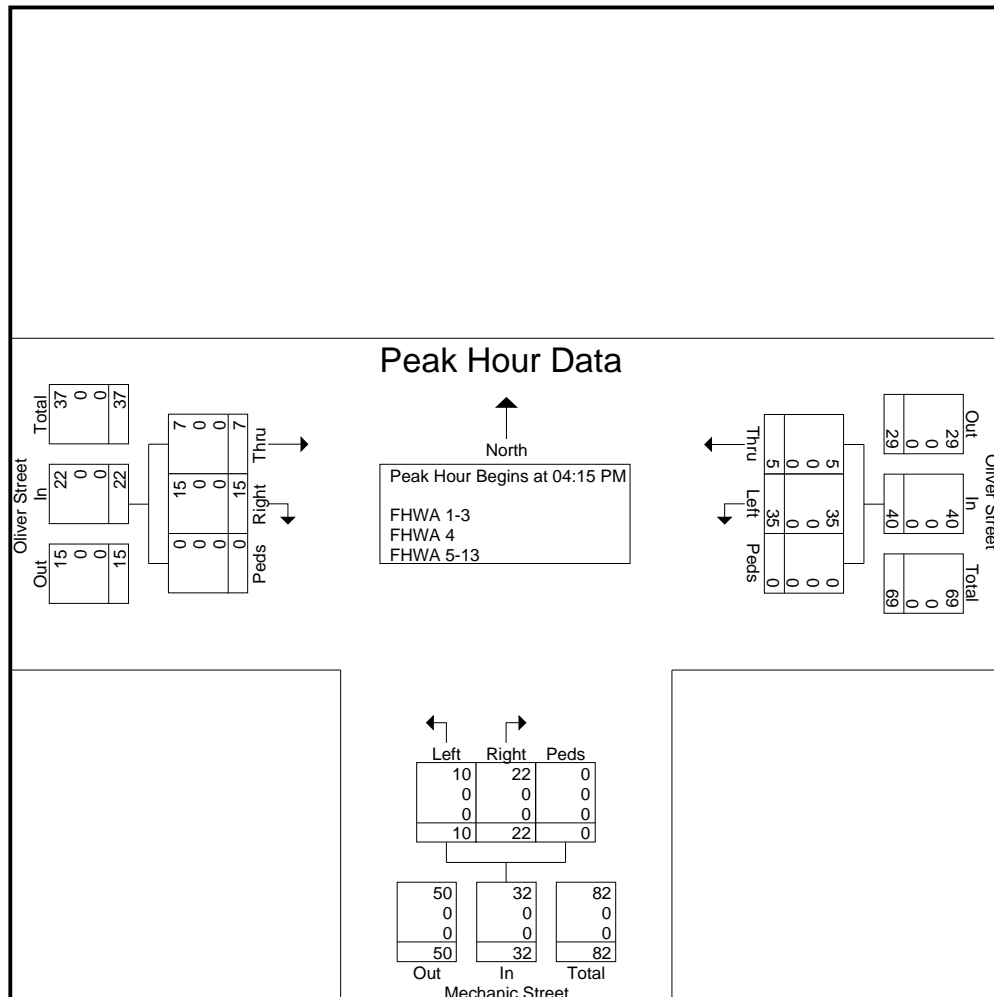 Peak Hour Data
North
Peak Hour Begins at 04:15 PM
FHWA 1-3
FHWA 4
FHWA 5-13
Oliver Street
Total
37 0 0 37
In
22 0 0 22
Out
15 0 0 15
Thru
7 0 0 7
Right
15 0 0 15
Peds
0 0 0 0
Thru
5 0 0 5
Left
35 0 0 35
Peds
0 0 0 0
Out
29 0 0 29
In
40 0 0 40
Total
69 0 0 69
Oliver Street
Left Right Peds
10 22 0
0 0 0
0 0 0
10 22 0
50 32 82
0 0 0
0 0 0
50 32 82
Out In Total
Mechanic Street